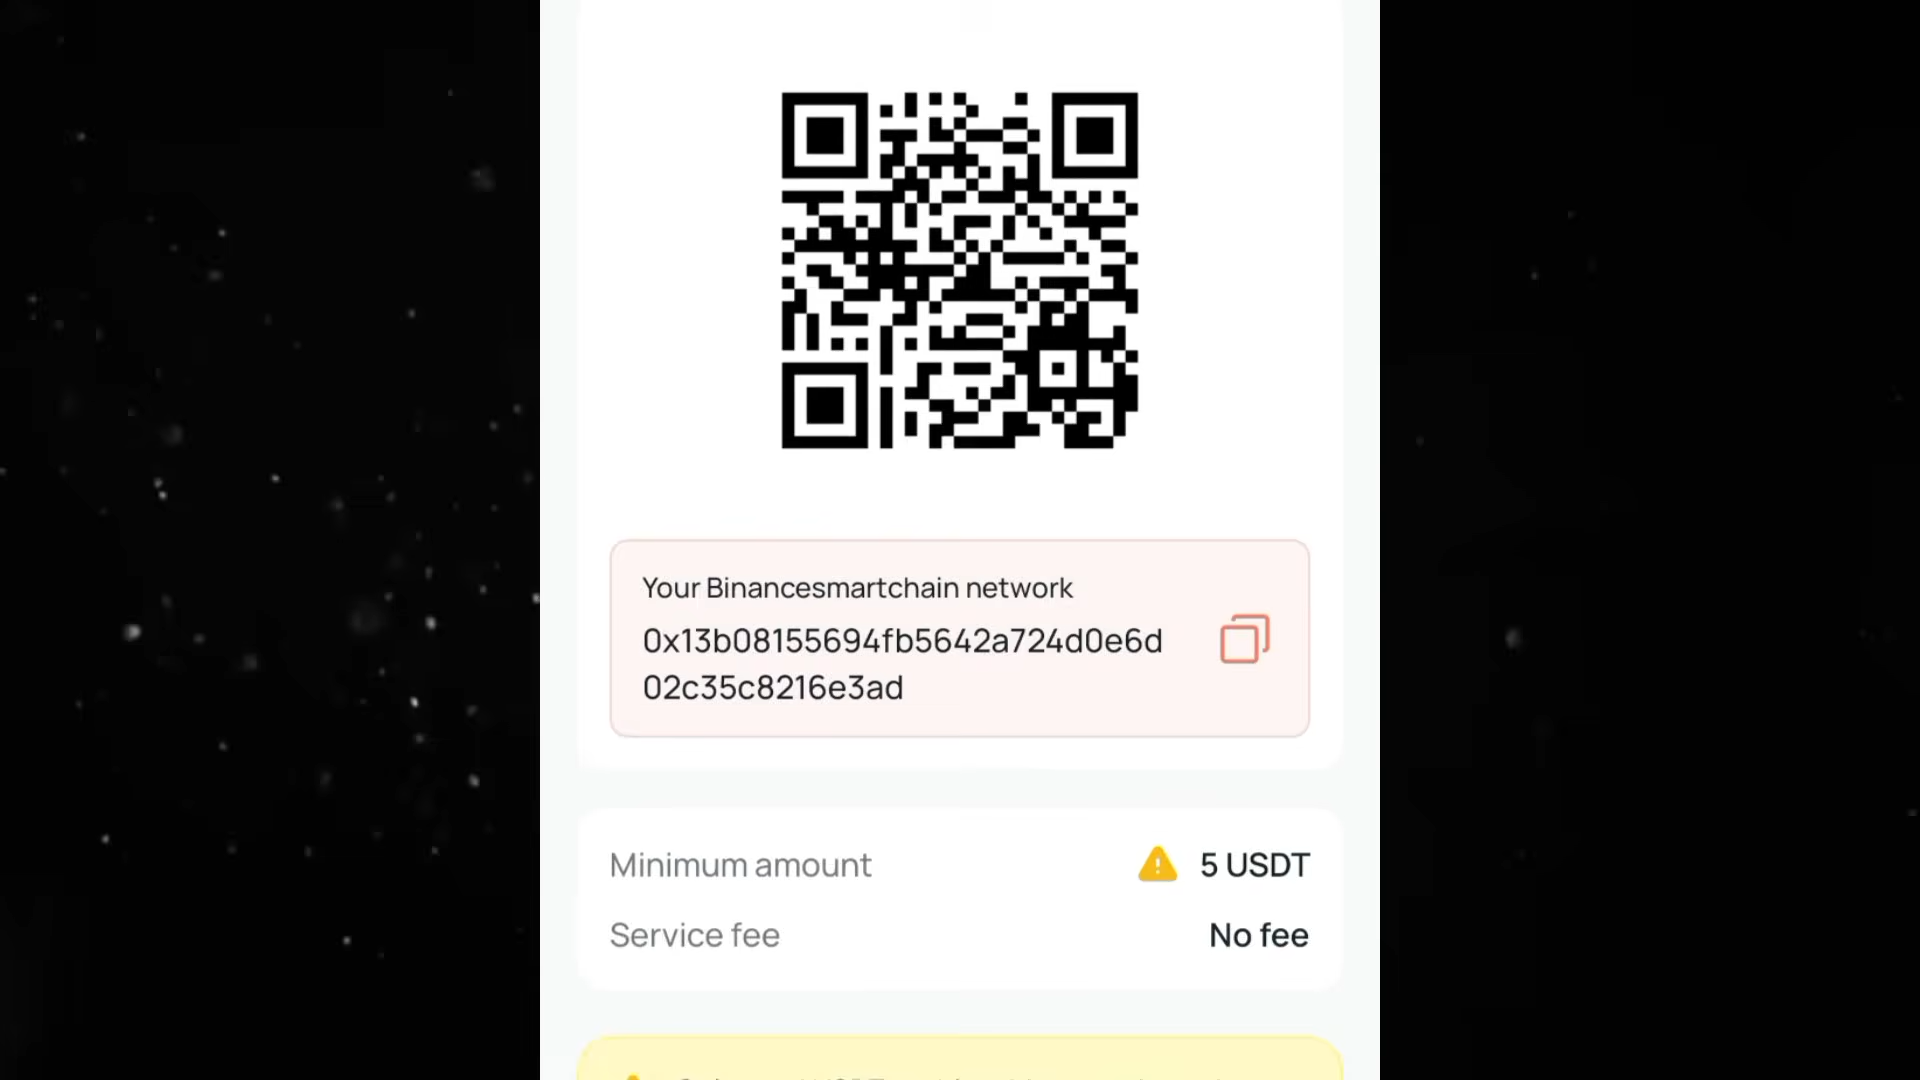 Your Binancesmartchain network
0x13b08155694fb5642a724d0e6d
02c35c8216e3ad
Minimum amount 5 USDT
Service fee No fee